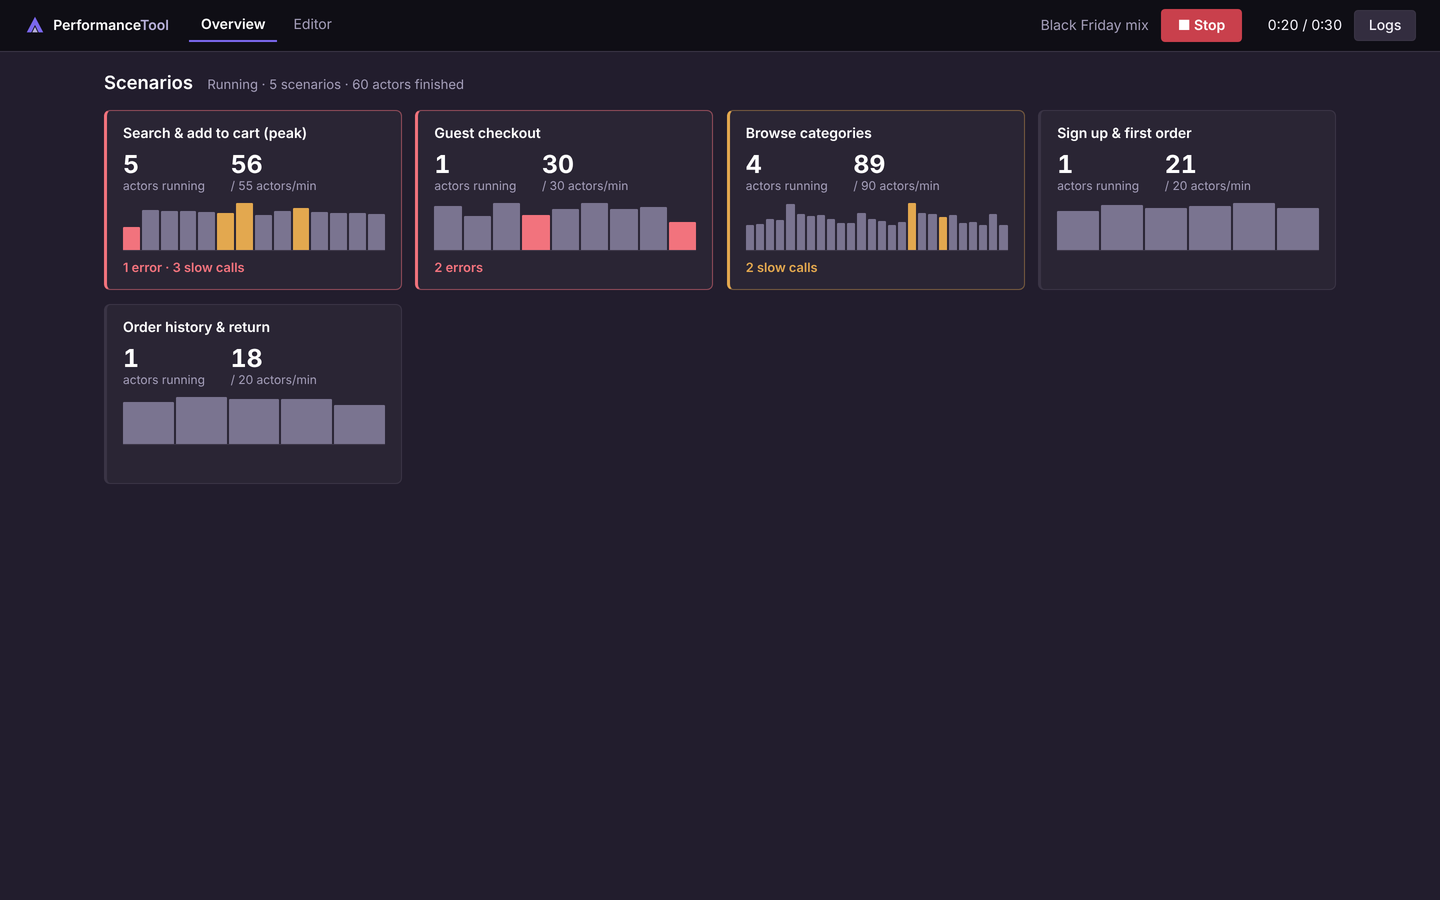 PerformanceTool Overview Editor Black Friday mix Stop 0:20 / 0:30 Logs
Scenarios Running · 5 scenarios · 60 actors finished
Search & add to cart (peak)
5 56
actors running / 55 actors/min
1 error · 3 slow calls
Guest checkout
1 30
actors running / 30 actors/min
2 errors
Browse categories
4 89
actors running / 90 actors/min
2 slow calls
Sign up & first order
1 21
actors running / 20 actors/min
Order history & return
1 18
actors running / 20 actors/min